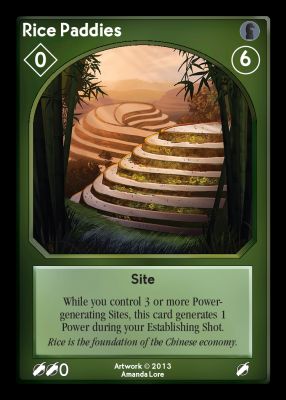 Rice Paddies
0
6
Site
While you control 3 or more Power-
generating Sites, this card generates 1
Power during your Establishing Shot.
Rice is the foundation of the Chinese economy.
0
Artwork © 2013
Amanda Lore